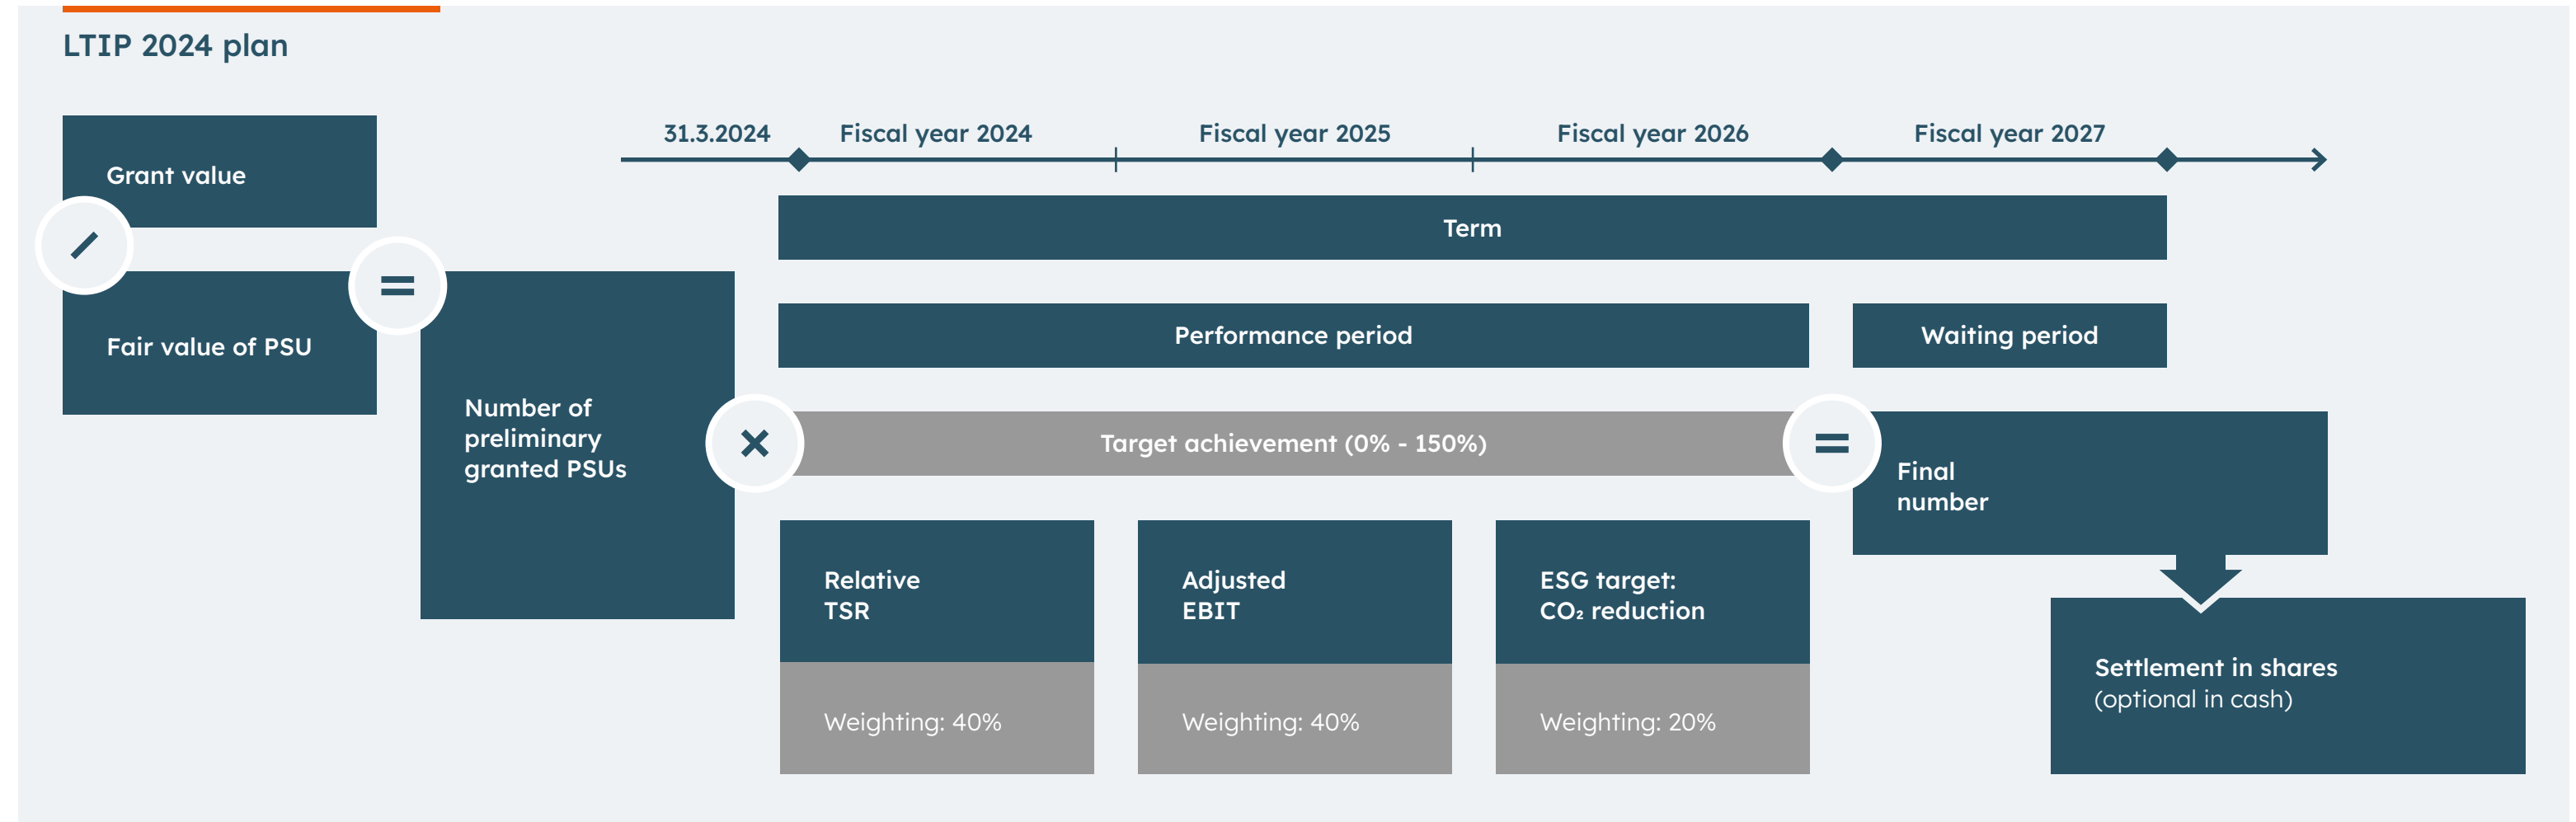 LTIP 2024 plan
31.3.2024
Fiscal year 2024
Fiscal year 2025
Fiscal year 2026
Fiscal year 2027
Grant value
/
Fair value of PSU
=
Number of
preliminary
granted PSUs
Term
Performance period
Waiting period
×
Target achievement (0% - 150%)
=
Final
number
Relative
TSR
Weighting: 40%
Adjusted
EBIT
Weighting: 40%
ESG target:
CO₂ reduction
Weighting: 20%
Settlement in shares
(optional in cash)